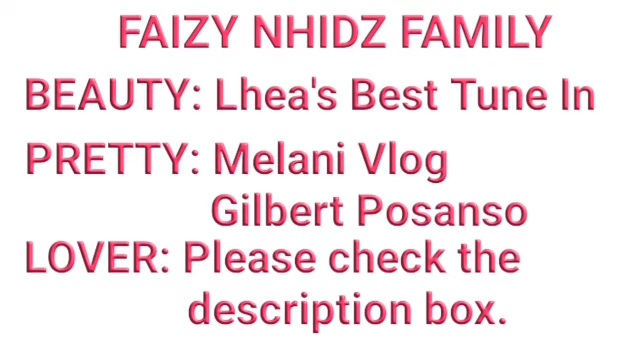 FAIZY NHIDZ FAMILY
BEAUTY: Lhea's Best Tune In
PRETTY: Melani Vlog
Gilbert Posanso
LOVER: Please check the
description box.